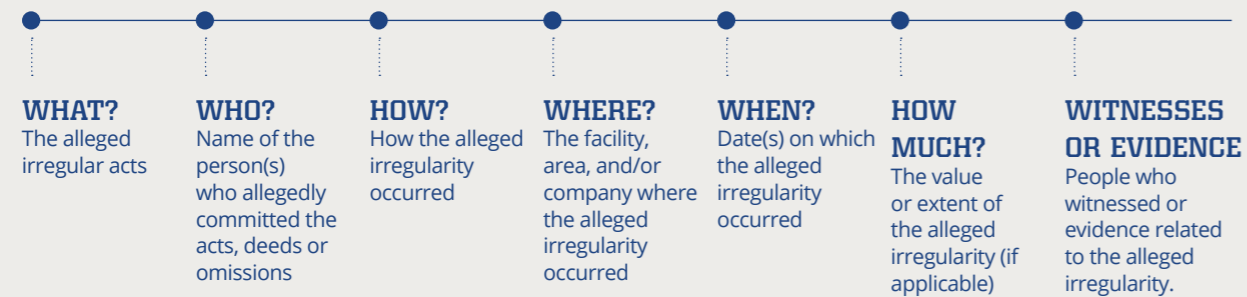 WHAT?
The alleged
irregular acts
WHO?
Name of the
person(s)
who allegedly
committed the
acts, deeds or
omissions
HOW?
How the alleged
irregularity
occurred
WHERE?
The facility,
area, and/or
company where
the alleged
irregularity
occurred
WHEN?
Date(s) on which
the alleged
irregularity
occurred
HOW
MUCH?
The value
or extent of
the alleged
irregularity (if
applicable)
WITNESSES
OR EVIDENCE
People who
witnessed or
evidence related
to the alleged
irregularity.